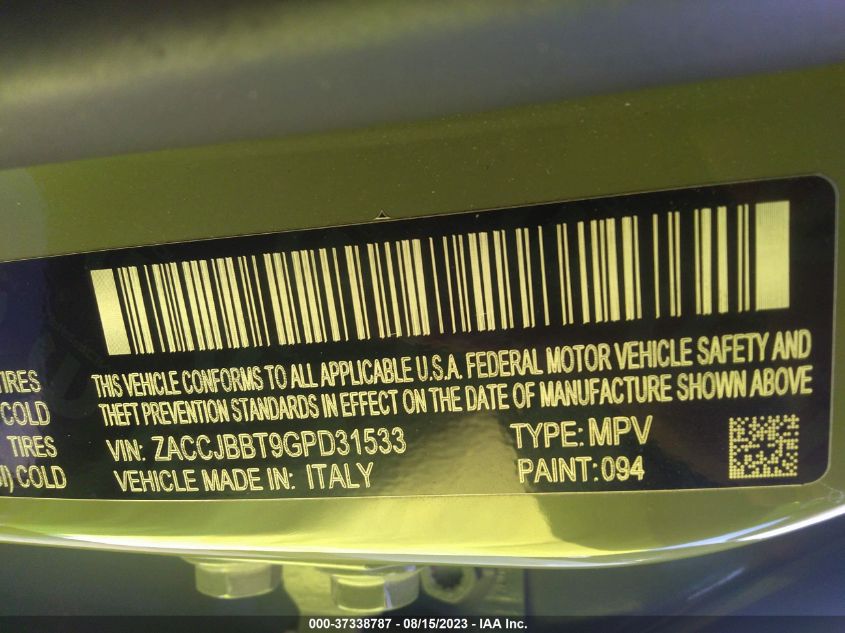 THIS VEHICLE CONFORMS TO ALL APPLICABLE U.S.A. FEDERAL MOTOR VEHICLE SAFETY AND
THEFT PREVENTION STANDARDS IN EFFECT ON THE DATE OF MANUFACTURE SHOWN ABOVE
TIRES
COLD
TIRES
COLD
VIN: ZACCJBBT9GPD31533
TYPE: MPV
VEHICLE MADE IN: ITALY
PAINT: 094
000-37338787 - 08/15/2023 - IAA Inc.